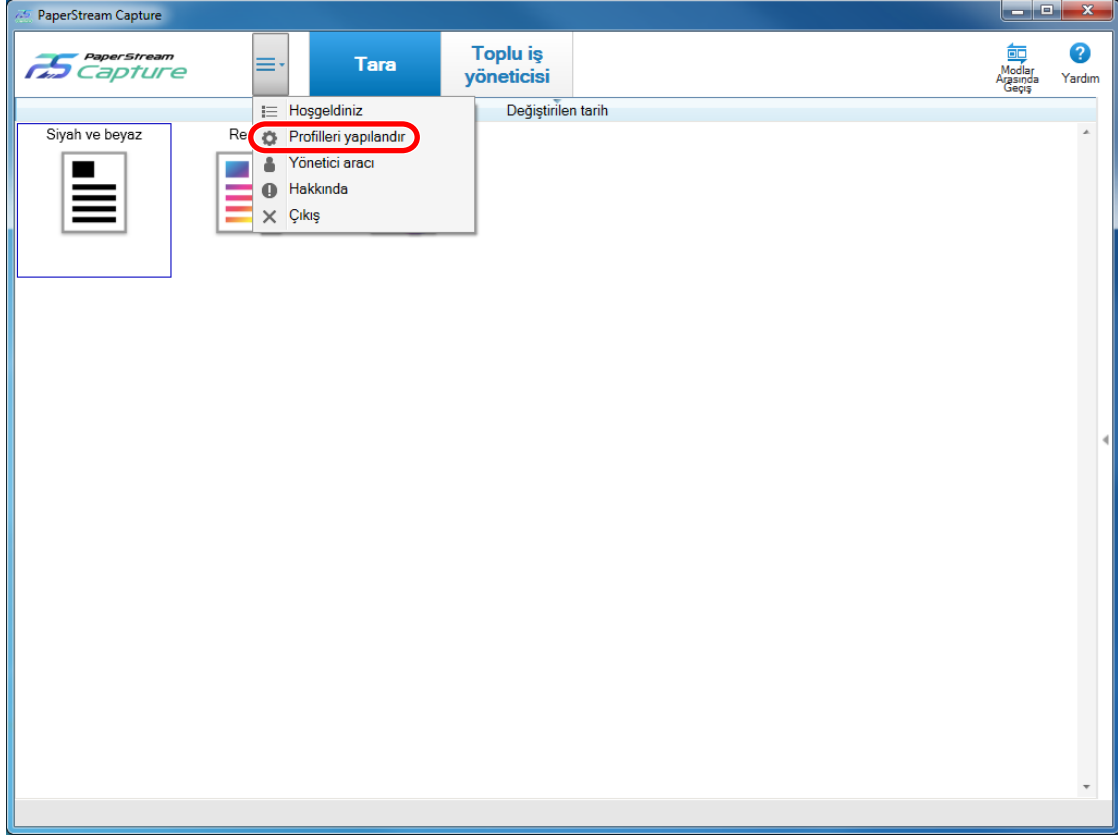 PaperStream Capture
PaperStream
Capture
Tara
Toplu iş
yöneticisi
Modlar
Arasında
Geçiş
Yardım
Değiştirilen tarih
Hoşgeldiniz
Profilleri yapılandır
Yönetici aracı
Hakkında
Çıkış
Siyah ve beyaz